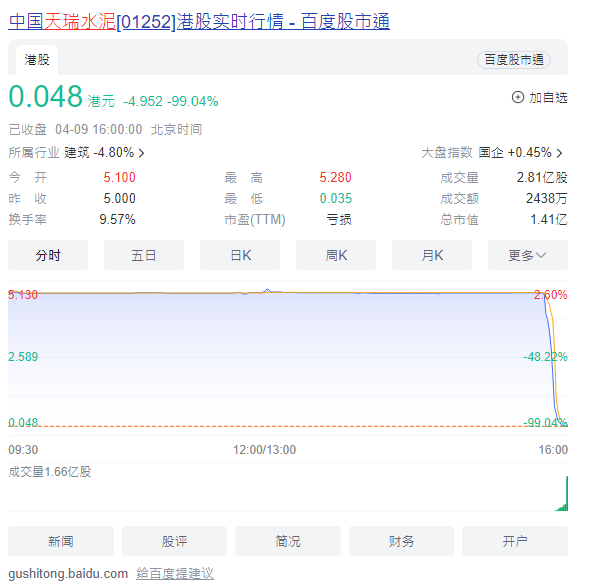 中国天瑞水泥[01252]港股实时行情 - 百度股市通
港股 百度股市通
0.048 港元 -4.952 -99.04% 加自选
已收盘 04-09 16:00:00 北京时间
所属行业 建筑 -4.80% 大盘指数 国企 +0.45%
今 开 5.100 最 高 5.280 成交量 2.81亿股
昨 收 5.000 最 低 0.035 成交额 2438万
换手率 9.57% 市盈(TTM) 亏损 总市值 1.41亿
分时 五日 日K 周K 月K 更多
5.130 2.60%
2.589 -48.22%
0.048 -99.04%
09:30 12:00/13:00 16:00
成交量1.66亿股
新闻 股评 简况 财务 开户
gushitong.baidu.com 给百度提建议